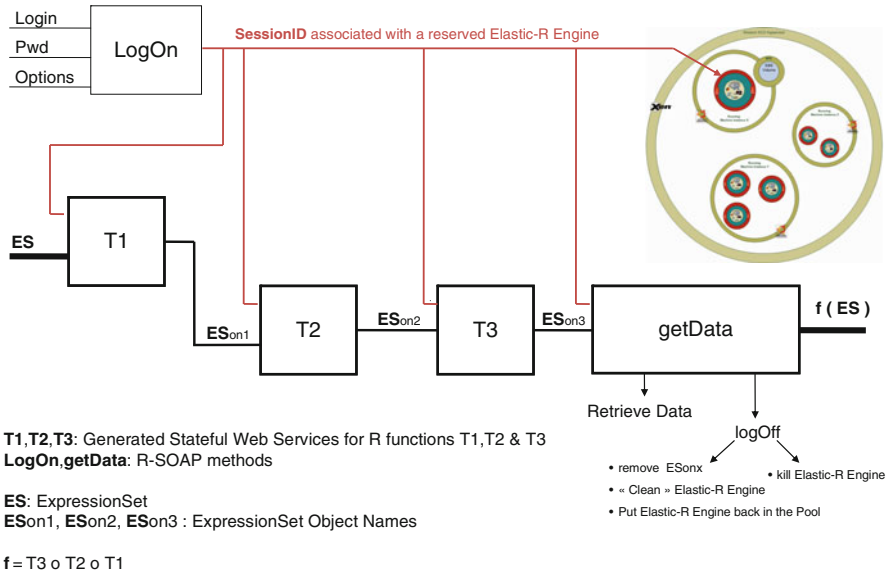 Login
Pwd
Options
LogOn
SessionID associated with a reserved Elastic-R Engine
ES
T1
ESon1
T2
ESon2
T3
ESon3
getData
f ( ES )
Retrieve Data
logOff
• remove ESonx
• « Clean » Elastic-R Engine
• Put Elastic-R Engine back in the Pool
• kill Elastic-R Engine
T1,T2,T3: Generated Stateful Web Services for R functions T1,T2 & T3
LogOn,getData: R-SOAP methods
ES: ExpressionSet
ESon1, ESon2, ESon3 : ExpressionSet Object Names
f = T3 o T2 o T1